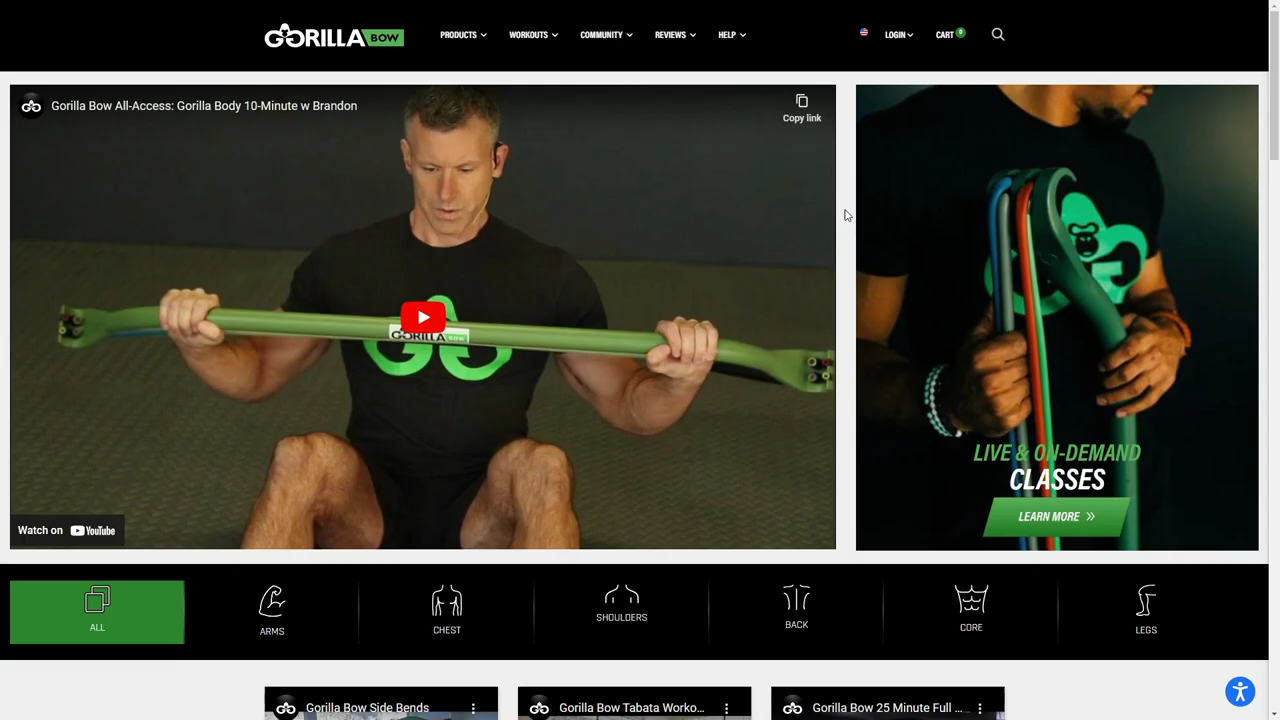 GORILLA BOW
PRODUCTS
WORKOUTS
COMMUNITY
REVIEWS
HELP
LOGIN
CART 0
Gorilla Bow All-Access: Gorilla Body 10-Minute w Brandon
Copy link
GORILLA BOW
Watch on YouTube
LIVE & ON-DEMAND
CLASSES
LEARN MORE
ALL
ARMS
CHEST
SHOULDERS
BACK
CORE
LEGS
Gorilla Bow Side Bends
Gorilla Bow Tabata Worko...
Gorilla Bow 25 Minute Full ...